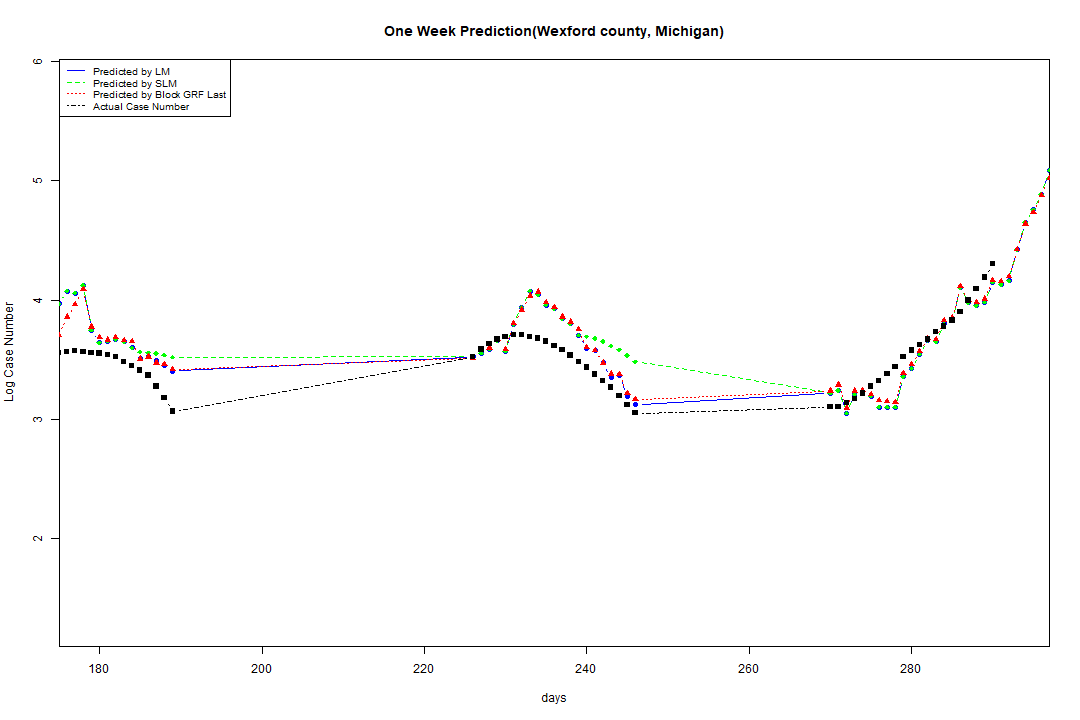 One Week Prediction(Wexford county, Michigan)
Predicted by LM
Predicted by SLM
Predicted by Block GRF Last
Actual Case Number
6
5
4
3
2
Log Case Number
180 200 220 240 260 280
days